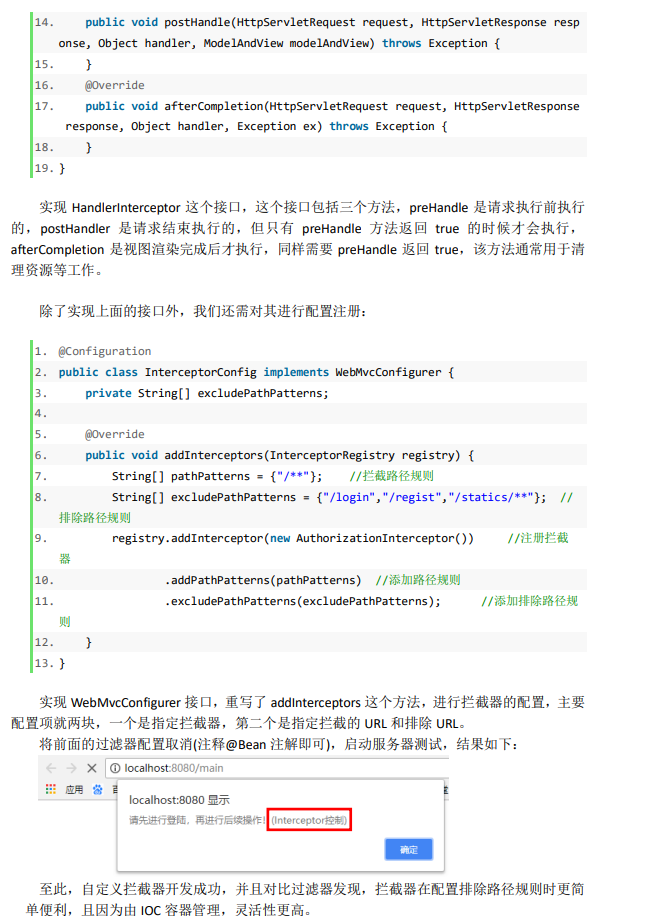 14.    public void postHandle(HttpServletRequest request, HttpServletResponse resp
onse, Object handler, ModelAndView modelAndView) throws Exception {
15.    }
16.    @Override
17.    public void afterCompletion(HttpServletRequest request, HttpServletResponse
response, Object handler, Exception ex) throws Exception {
18.    }
19. }
实现 HandlerInterceptor 这个接口，这个接口包括三个方法，preHandle 是请求执行前执行
的，postHandler 是请求结束执行的，但只有 preHandle 方法返回 true 的时候才会执行，
afterCompletion 是视图渲染完成后才执行，同样需要 preHandle 返回 true，该方法通常用于清
理资源等工作。
除了实现上面的接口外，我们还需对其进行配置注册：
1. @Configuration
2. public class InterceptorConfig implements WebMvcConfigurer {
3.    private String[] excludePathPatterns;
4.
5.    @Override
6.    public void addInterceptors(InterceptorRegistry registry) {
7.        String[] pathPatterns = {"/**"};    //拦截路径规则
8.        String[] excludePathPatterns = {"/login","/regist","/statics/**"};  //
排除路径规则
9.        registry.addInterceptor(new AuthorizationInterceptor())     //注册拦截
器
10.                .addPathPatterns(pathPatterns)  //添加路径规则
11.                .excludePathPatterns(excludePathPatterns);      //添加排除路径规
则
12.    }
13. }
实现 WebMvcConfigurer 接口，重写了 addInterceptors 这个方法，进行拦截器的配置，主要
配置项就两块，一个是指定拦截器，第二个是指定拦截的 URL 和排除 URL。
将前面的过滤器配置取消(注释@Bean 注解即可)，启动服务器测试，结果如下：
localhost:8080/main
应用
localhost:8080 显示
请先进行登陆，再进行后续操作！(Interceptor控制)
确定
至此，自定义拦截器开发成功，并且对比过滤器发现，拦截器在配置排除路径规则时更简
单便利，且因为由 IOC 容器管理，灵活性更高。